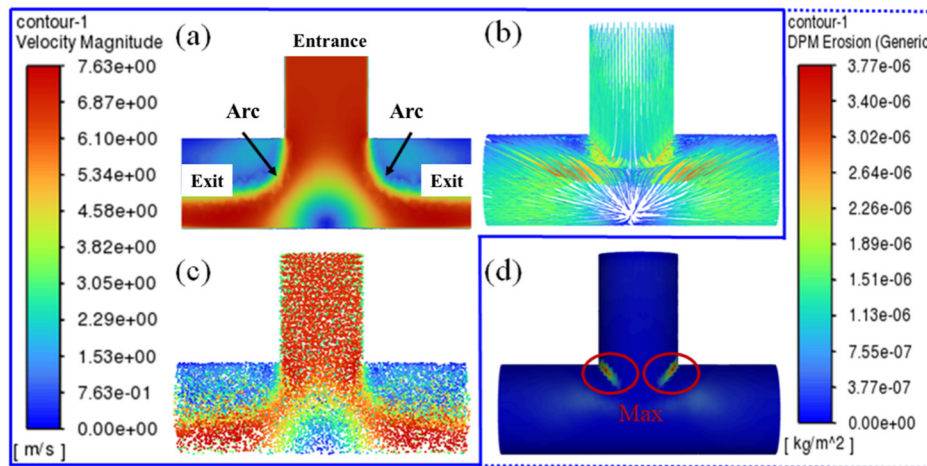 contour-1
Velocity Magnitude
7.63e+00
6.87e+00
6.10e+00
5.34e+00
4.58e+00
3.82e+00
3.05e+00
2.29e+00
1.53e+00
7.63e-01
0.00e+00
[ m/s ]
(a)
Entrance
Arc
Arc
Exit
Exit
(b)
(c)
(d)
Max
contour-1
DPM Erosion (Generic
3.77e-06
3.40e-06
3.02e-06
2.64e-06
2.26e-06
1.89e-06
1.51e-06
1.13e-06
7.55e-07
3.77e-07
0.00e+00
[ kg/m^2 ]